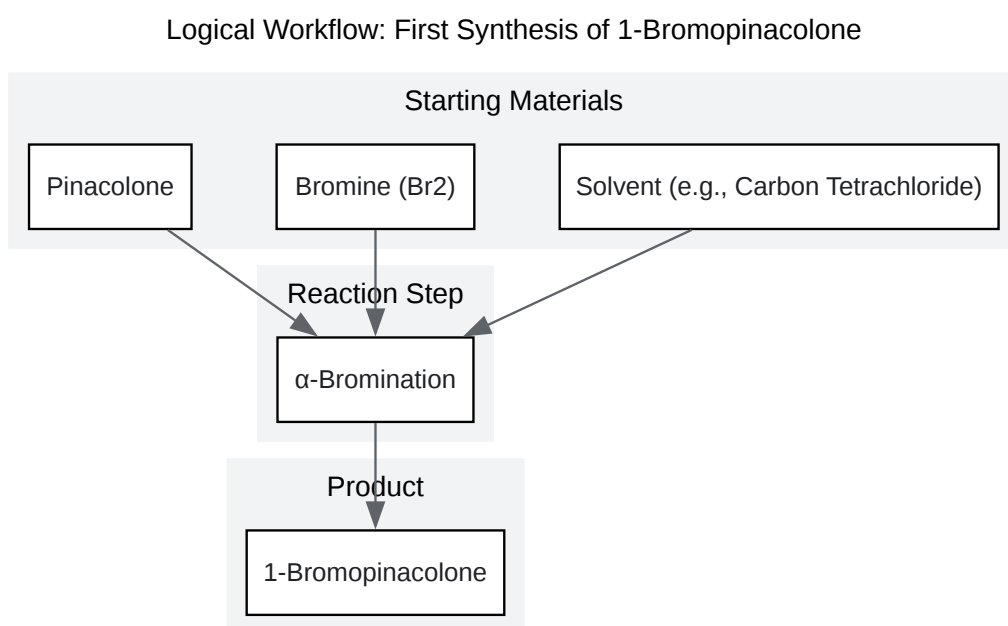 Logical Workflow: First Synthesis of 1-Bromopinacolone
Starting Materials
Pinacolone
Bromine (Br2)
Solvent (e.g., Carbon Tetrachloride)
Reaction Step
α-Bromination
Product
1-Bromopinacolone